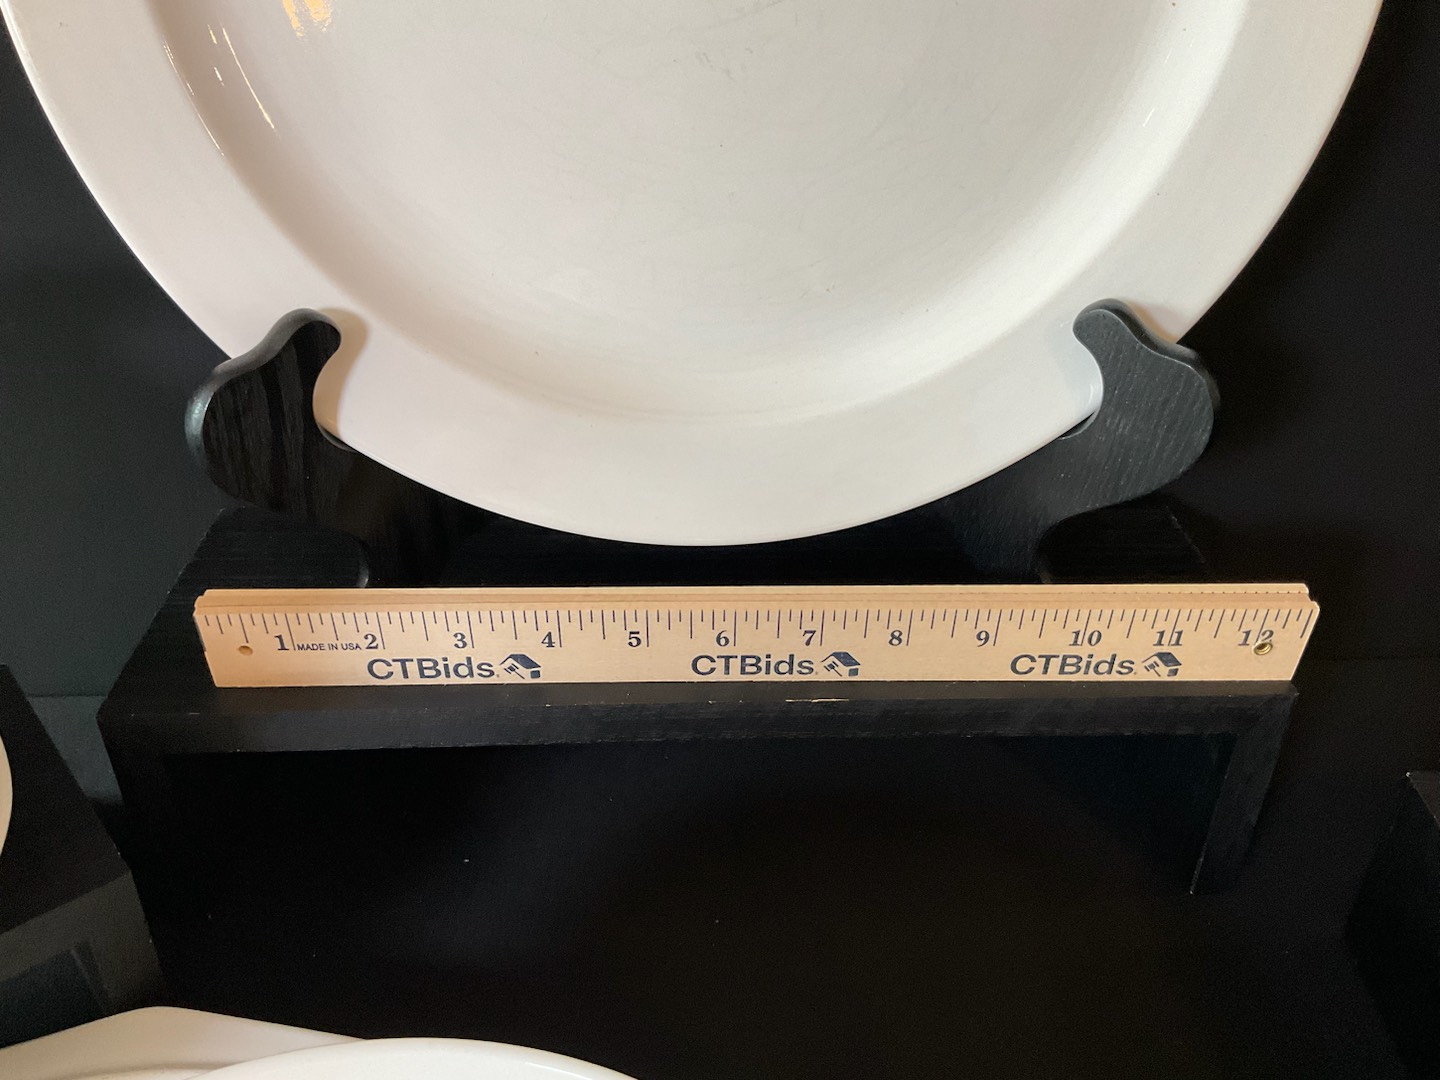 1 MADE IN USA 2 3 4 5 6 7 8 9 10 11 12
CTBids. CTBids. CTBids.